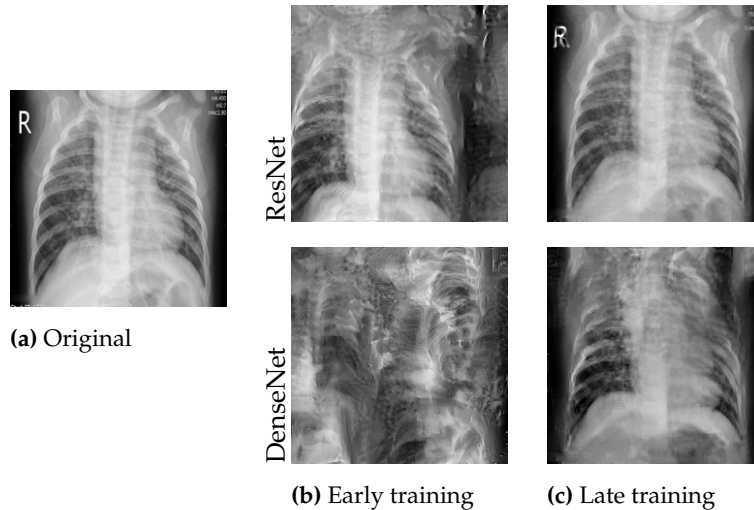 R
R
ResNet
(a) Original
DenseNet
(b) Early training
(c) Late training